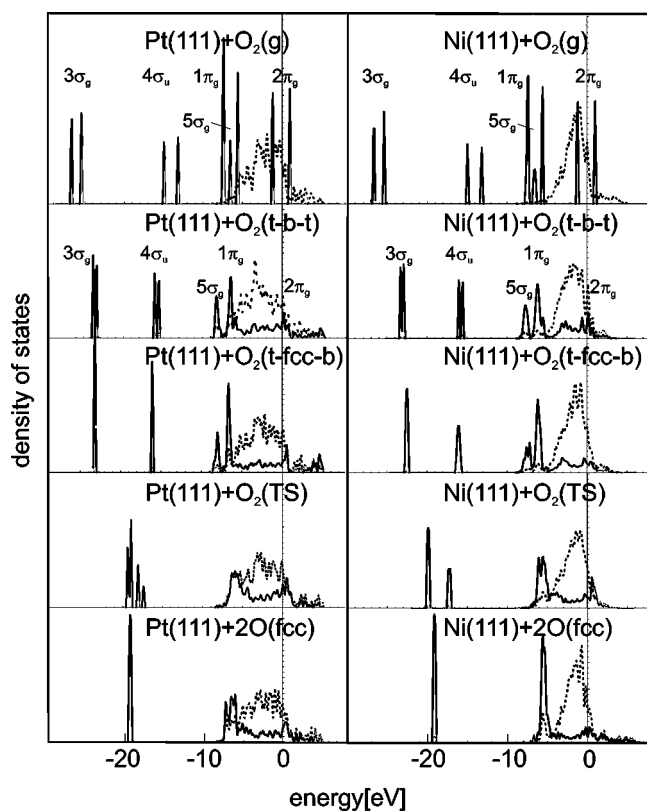 Pt(111)+O₂(g)
3σg 4σu 1πg 2πg
5σg
Ni(111)+O₂(g)
3σg 4σu 1πg 2πg
5σg
Pt(111)+O₂(t-b-t)
3σg 4σu 1πg
5σg 2πg
Ni(111)+O₂(t-b-t)
3σg 4σu 1πg
5σg 2πg
Pt(111)+O₂(t-fcc-b)
Ni(111)+O₂(t-fcc-b)
Pt(111)+O₂(TS)
Ni(111)+O₂(TS)
Pt(111)+2O(fcc)
Ni(111)+2O(fcc)
density of states
-20 -10 0
-20 -10 0
energy[eV]